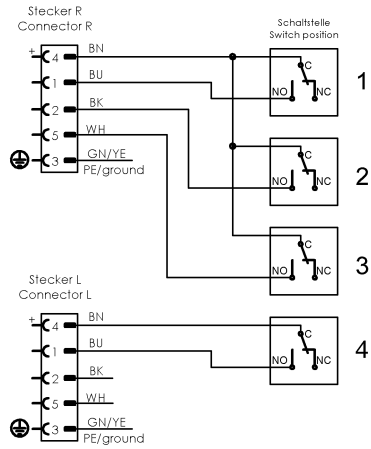 Stecker R
Connector R
Schaltstelle
Switch position
+ 4 BN
1 BU
2 BK
5 WH
3 GN/YE
PE/ground
C
NO NC
1
C
NO NC
2
C
NO NC
3
Stecker L
Connector L
+ 4 BN
1 BU
2 BK
5 WH
3 GN/YE
PE/ground
C
NO NC
4